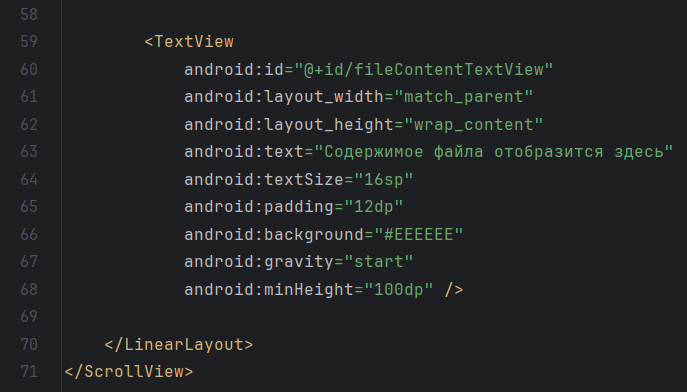 58
59 <TextView
60 android:id="@+id/fileContentTextView"
61 android:layout_width="match_parent"
62 android:layout_height="wrap_content"
63 android:text="Содержимое файла отобразится здесь"
64 android:textSize="16sp"
65 android:padding="12dp"
66 android:background="#EEEEEE"
67 android:gravity="start"
68 android:minHeight="100dp" />
69
70 </LinearLayout>
71 </ScrollView>